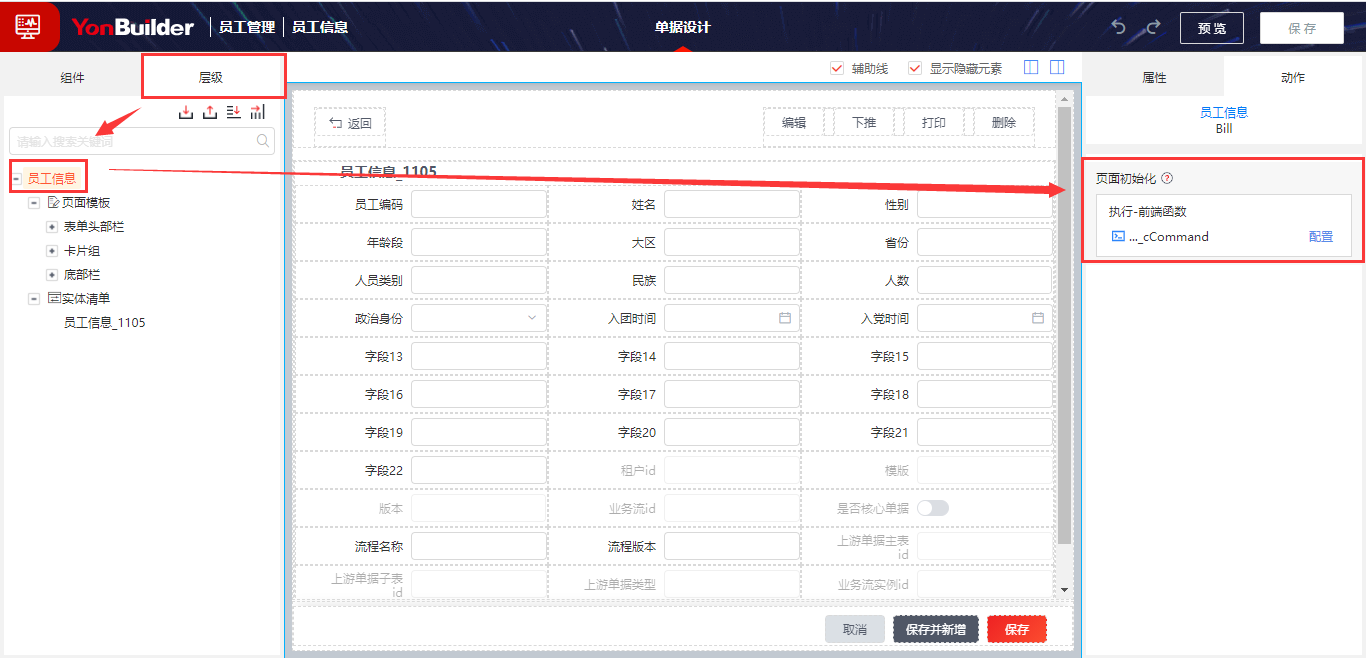 YonBuilder 员工管理 员工信息 单据设计 预览 保存
组件 层级 辅助线 显示隐藏元素 属性 动作
员工信息
Bill
请输入搜索关键词
返回 编辑 下推 打印 删除
员工信息
页面模板
表单头部栏
卡片组
底部栏
实体清单
员工信息_1105
员工信息_1105
员工编码 姓名 性别
年龄段 大区 省份
人员类别 民族 人数
政治身份 入团时间 入党时间
字段13 字段14 字段15
字段16 字段17 字段18
字段19 字段20 字段21
字段22 租户id 模版
版本 业务流id 是否核心单据
流程名称 流程版本 上游单据主表
id
上游单据子表
id 上游单据类型 业务流实例id
取消 保存并新增 保存
页面初始化
执行-前端函数
..._cCommand 配置